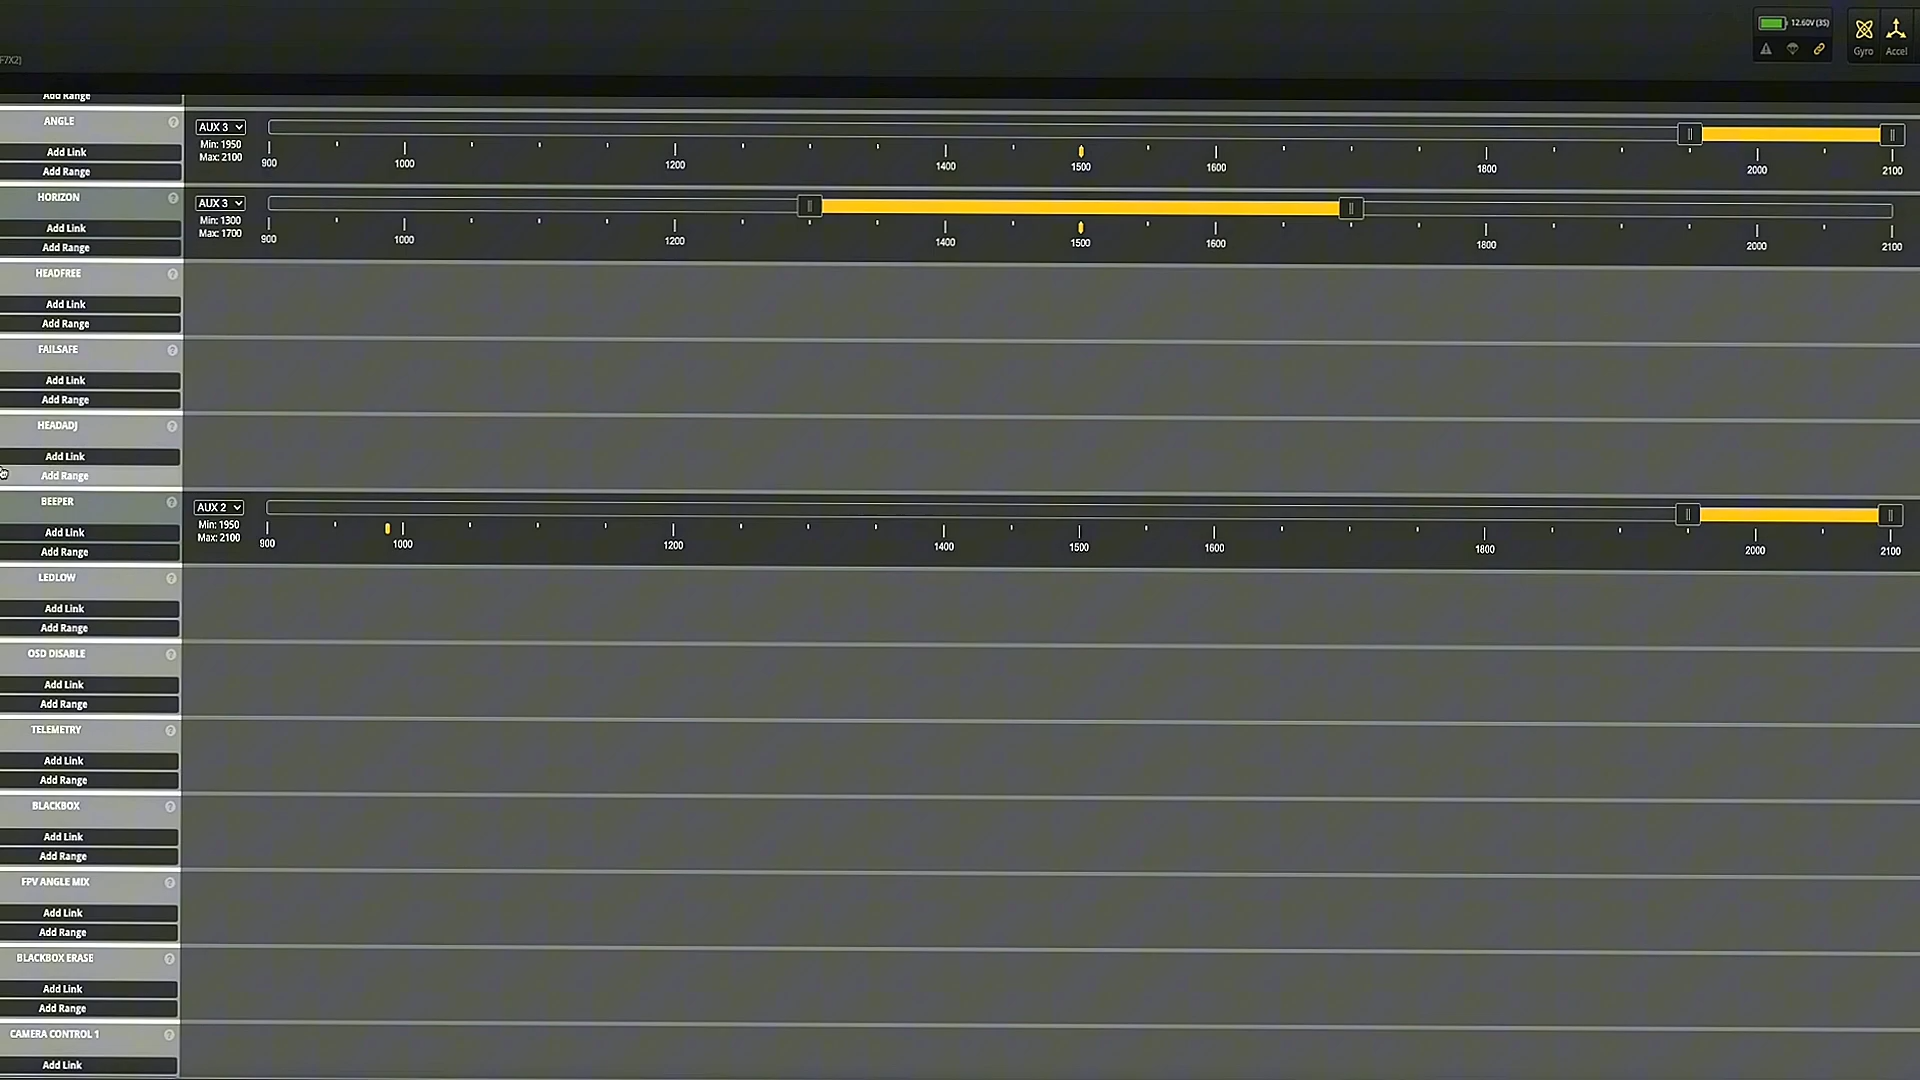 12.60V (3S)
F7X2]
Gyro Accel
Add Range
ANGLE
AUX 3
Min: 1950
Max: 2100
900 1000 1200 1400 1500 1600 1800 2000 2100
Add Link
Add Range
HORIZON
AUX 3
Min: 1300
Max: 1700
900 1000 1200 1400 1500 1600 1800 2000 2100
Add Link
Add Range
HEADFREE
Add Link
Add Range
FAILSAFE
Add Link
Add Range
HEADADJ
Add Link
Add Range
BEEPER
AUX 2
Min: 1950
Max: 2100
900 1000 1200 1400 1500 1600 1800 2000 2100
Add Link
Add Range
LEDLOW
Add Link
Add Range
OSD DISABLE
Add Link
Add Range
TELEMETRY
Add Link
Add Range
BLACKBOX
Add Link
Add Range
FPV ANGLE MIX
Add Link
Add Range
BLACKBOX ERASE
Add Link
Add Range
CAMERA CONTROL 1
Add Link